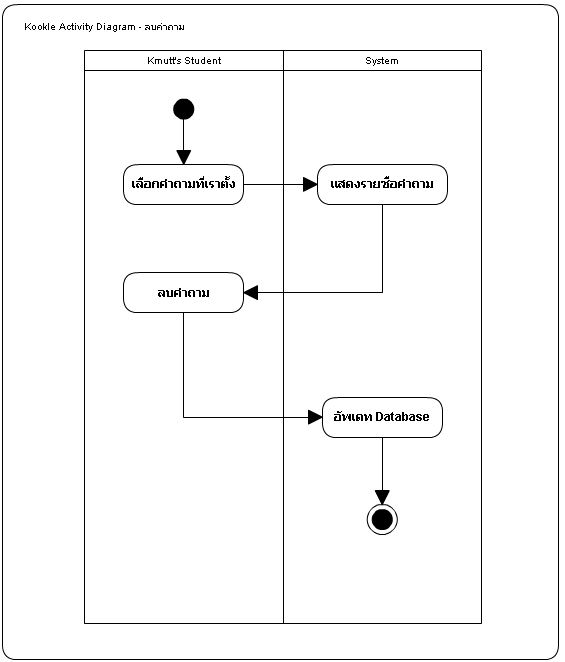 Kookle Activity Diagram - ลบคำถาม
Kmutt's Student
System
เลือกคำถามที่เราตั้ง
แสดงรายชื่อคำถาม
ลบคำถาม
อัพเดท Database